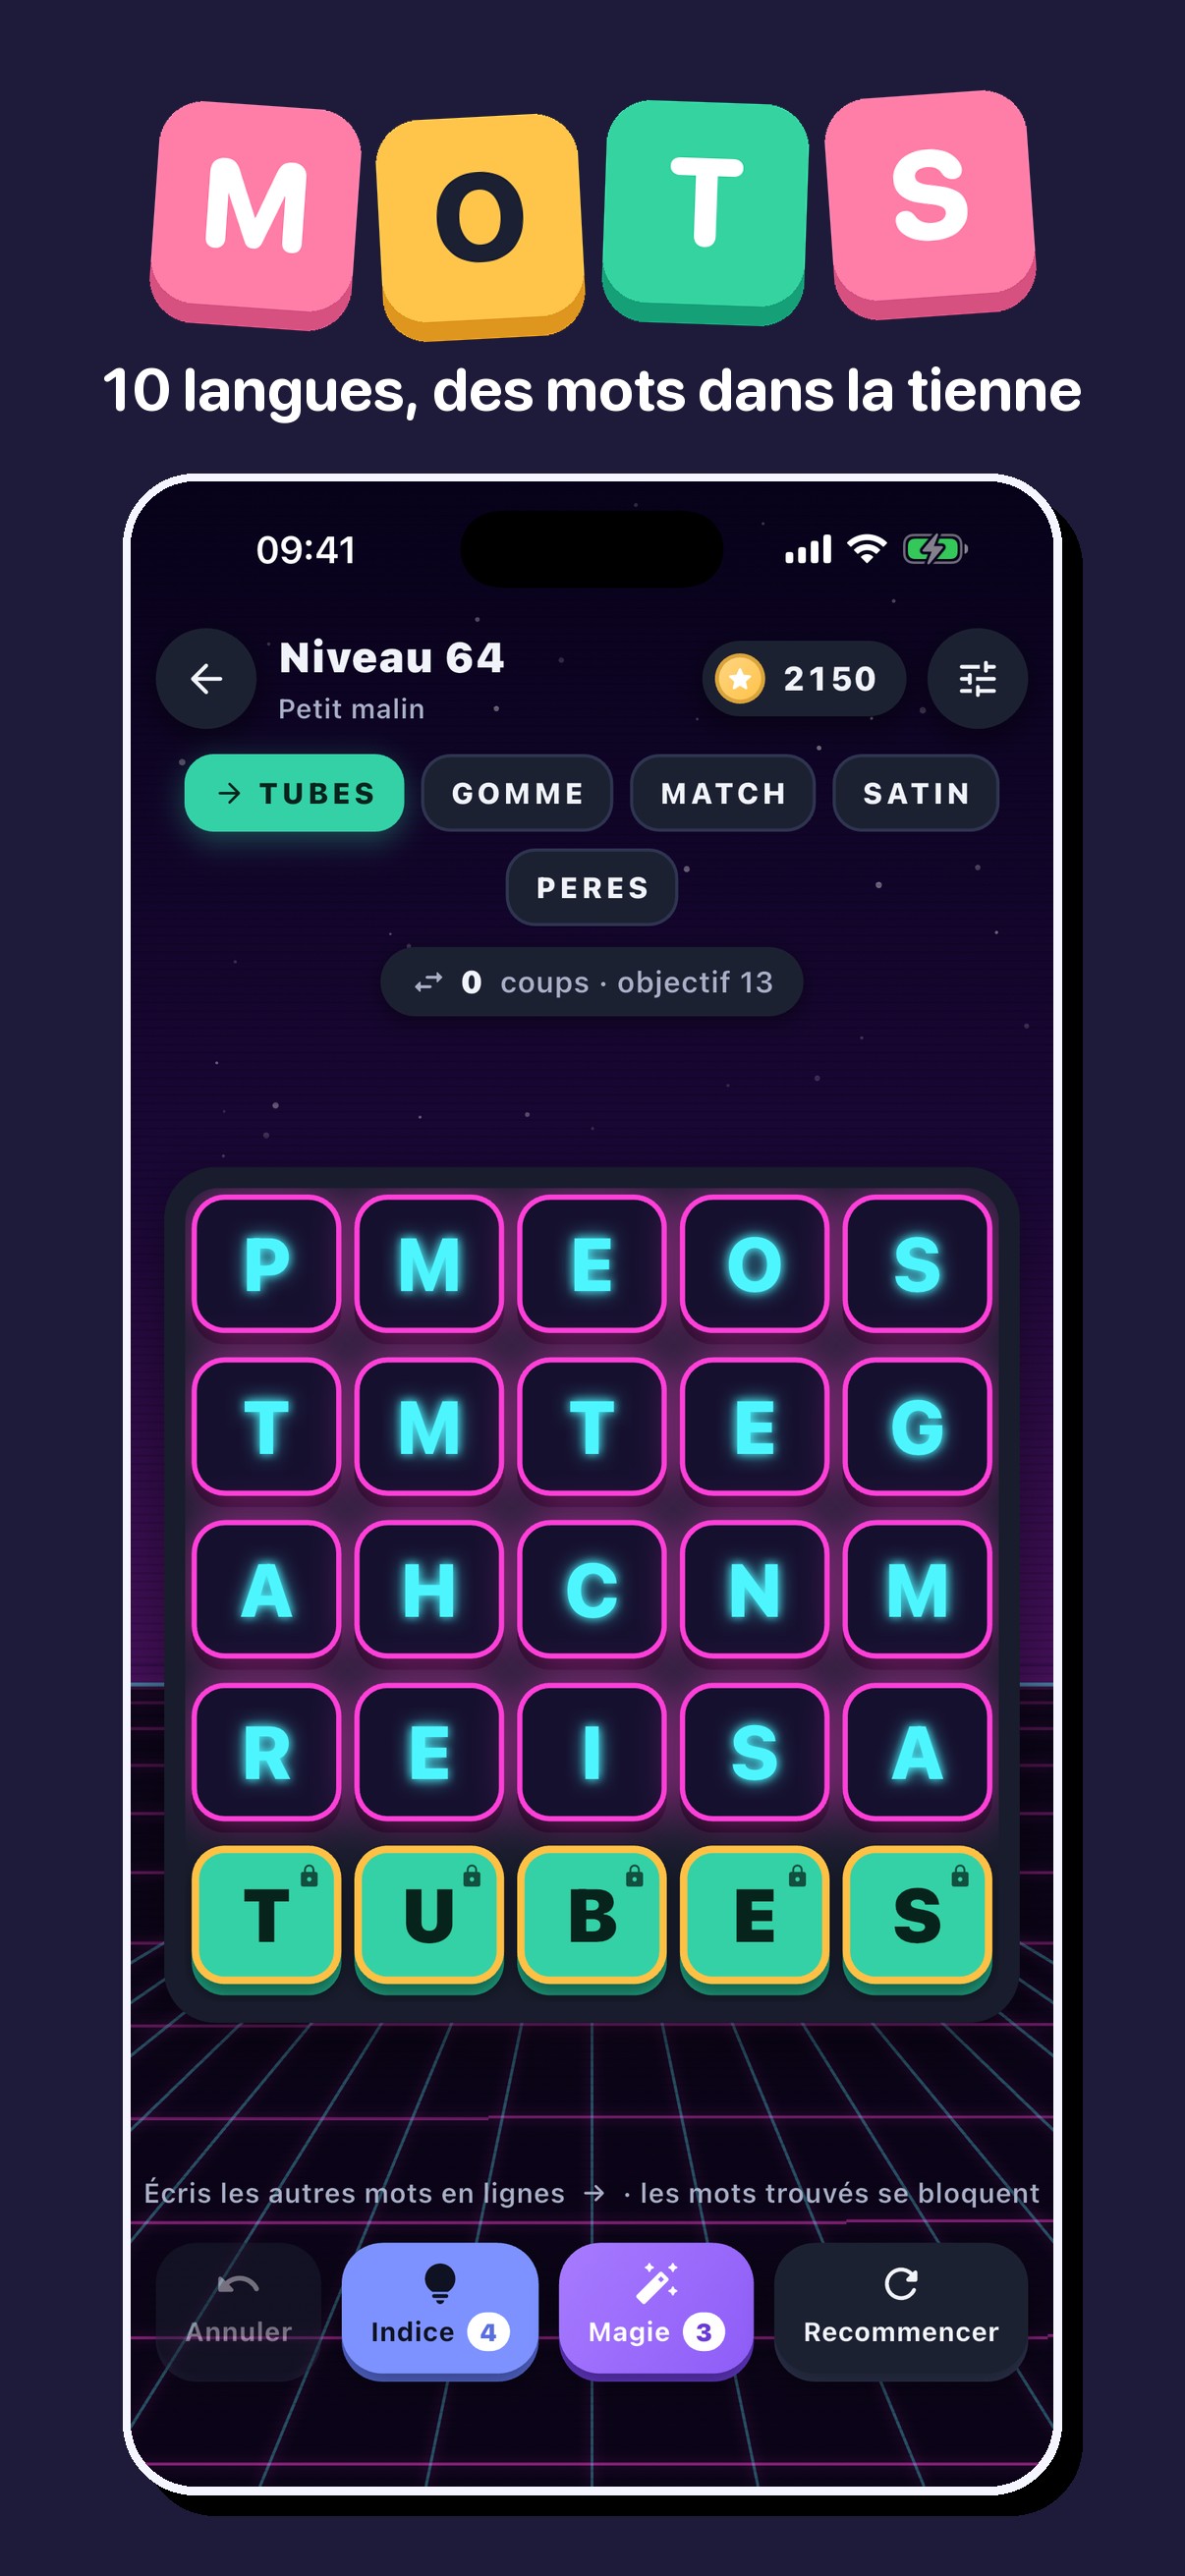 MOTS
10 langues, des mots dans la tienne
09:41
Niveau 64
Petit malin
2150
→ TUBES GOMME MATCH SATIN
PERES
0 coups · objectif 13
P M E O S
T M T E G
A H C N M
R E I S A
T U B E S
Écris les autres mots en lignes → · les mots trouvés se bloquent
Annuler Indice 4 Magie 3 Recommencer